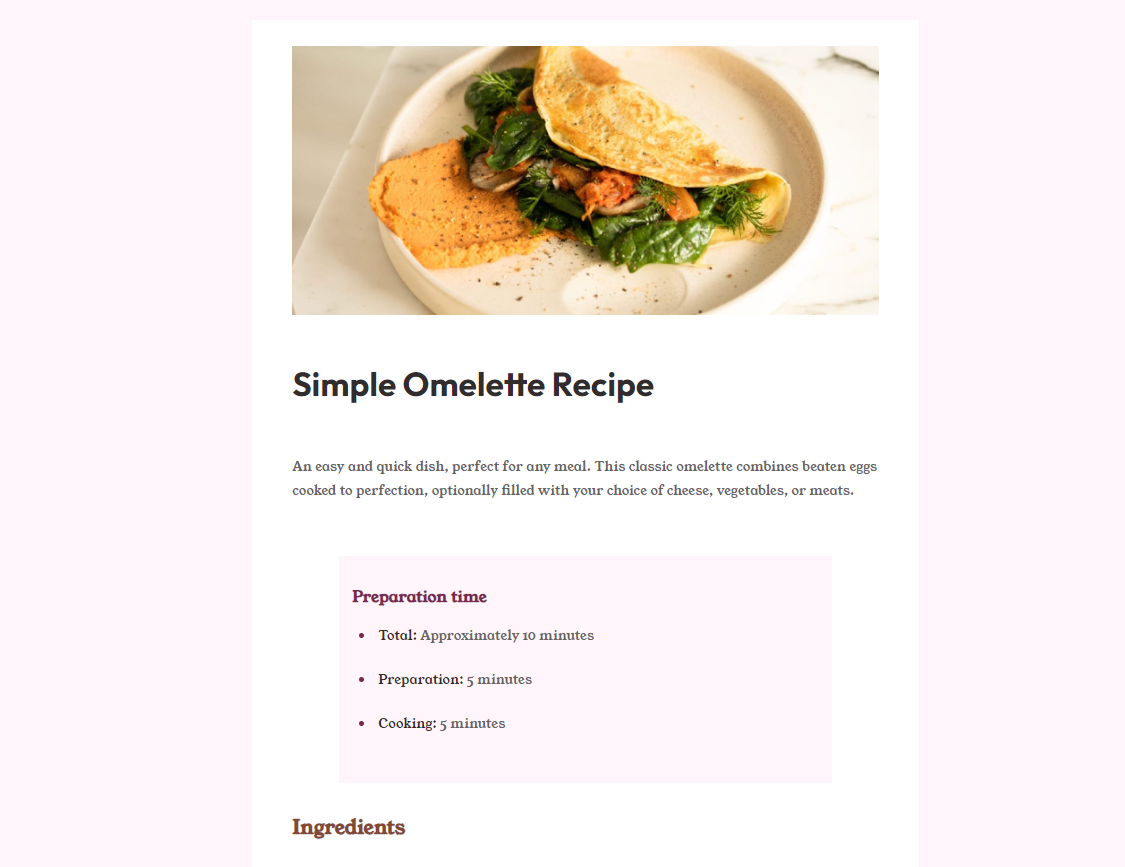 Simple Omelette Recipe
An easy and quick dish, perfect for any meal. This classic omelette combines beaten eggs
cooked to perfection, optionally filled with your choice of cheese, vegetables, or meats.
Preparation time
• Total: Approximately 10 minutes
• Preparation: 5 minutes
• Cooking: 5 minutes
Ingredients